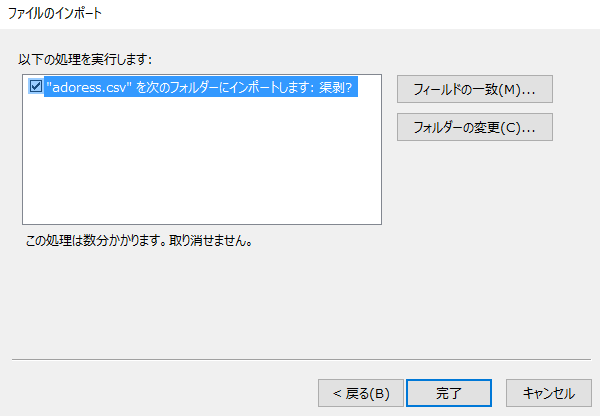 ファイルのインポート
以下の処理を実行します:
"adoress.csv" を次のフォルダーにインポートします: 渠剥?
フィールドの一致(M)...
フォルダーの変更(C)...
この処理は数分かかります。取り消せません。
< 戻る(B)
完了
キャンセル